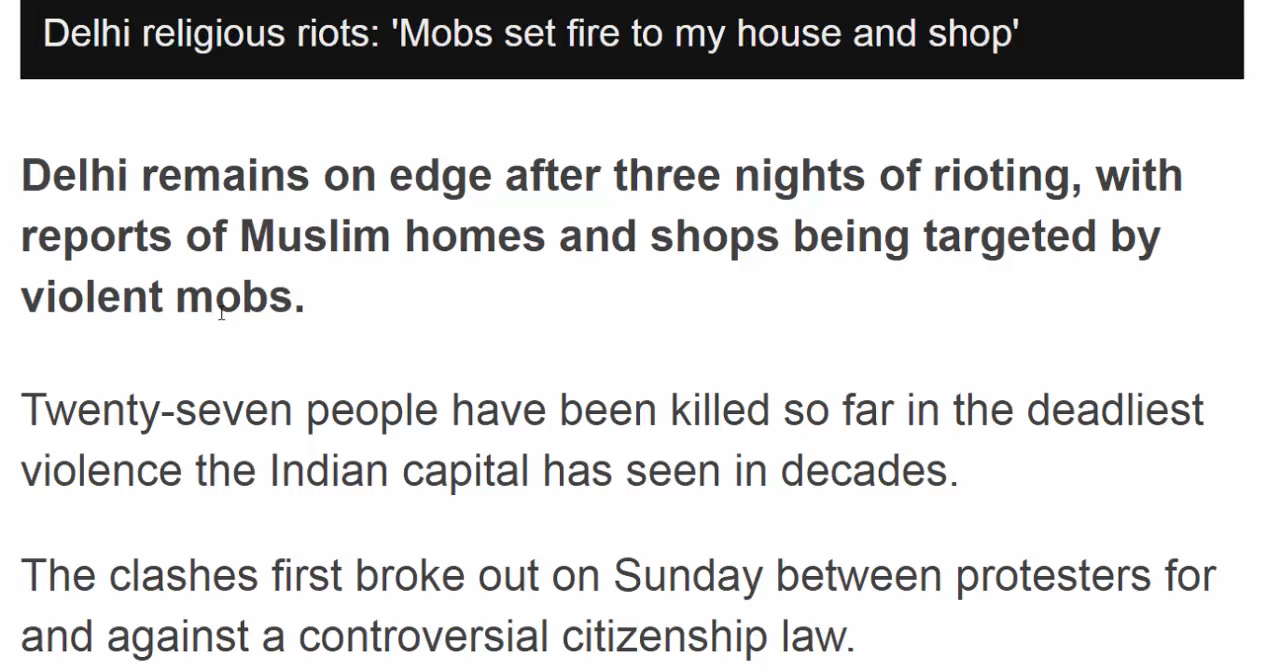 Delhi religious riots: 'Mobs set fire to my house and shop'
Delhi remains on edge after three nights of rioting, with
reports of Muslim homes and shops being targeted by
violent mobs.
Twenty-seven people have been killed so far in the deadliest
violence the Indian capital has seen in decades.
The clashes first broke out on Sunday between protesters for
and against a controversial citizenship law.